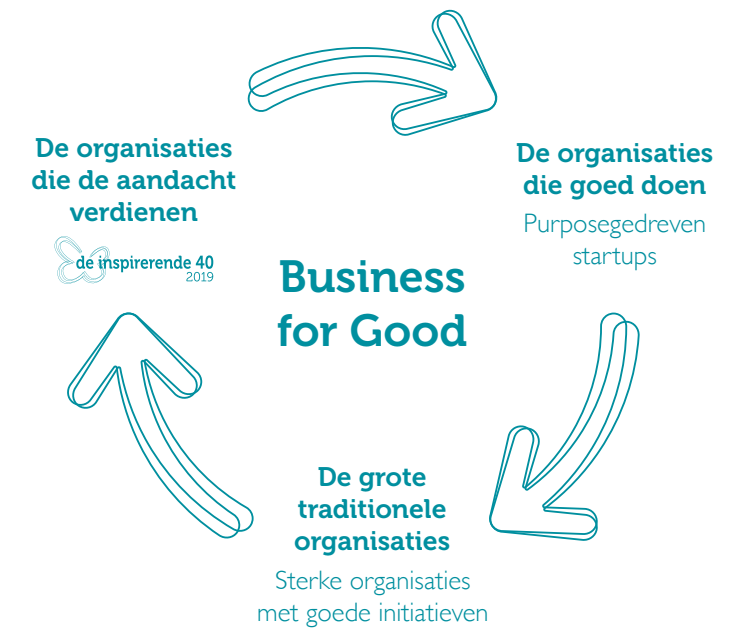 De organisaties
die de aandacht
verdienen
de inspirerende 40
2019
De organisaties
die goed doen
Purposegedreven
startups
Business
for Good
De grote
traditionele
organisaties
Sterke organisaties
met goede initiatieven